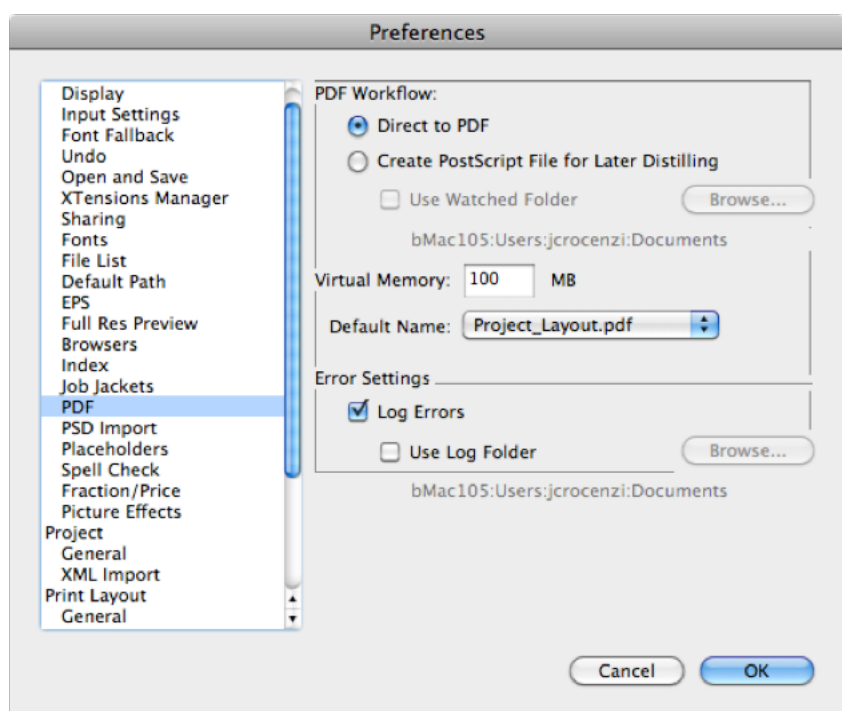 Preferences
Display
Input Settings
Font Fallback
Undo
Open and Save
XTensions Manager
Sharing
Fonts
File List
Default Path
EPS
Full Res Preview
Browsers
Index
Job Jackets
PDF
PSD Import
Placeholders
Spell Check
Fraction/Price
Picture Effects
Project
General
XML Import
Print Layout
General
PDF Workflow:
Direct to PDF
Create PostScript File for Later Distilling
Use Watched Folder Browse...
bMac105:Users:jcrocenzi:Documents
Virtual Memory: 100 MB
Default Name: Project_Layout.pdf
Error Settings
Log Errors
Use Log Folder Browse...
bMac105:Users:jcrocenzi:Documents
Cancel OK